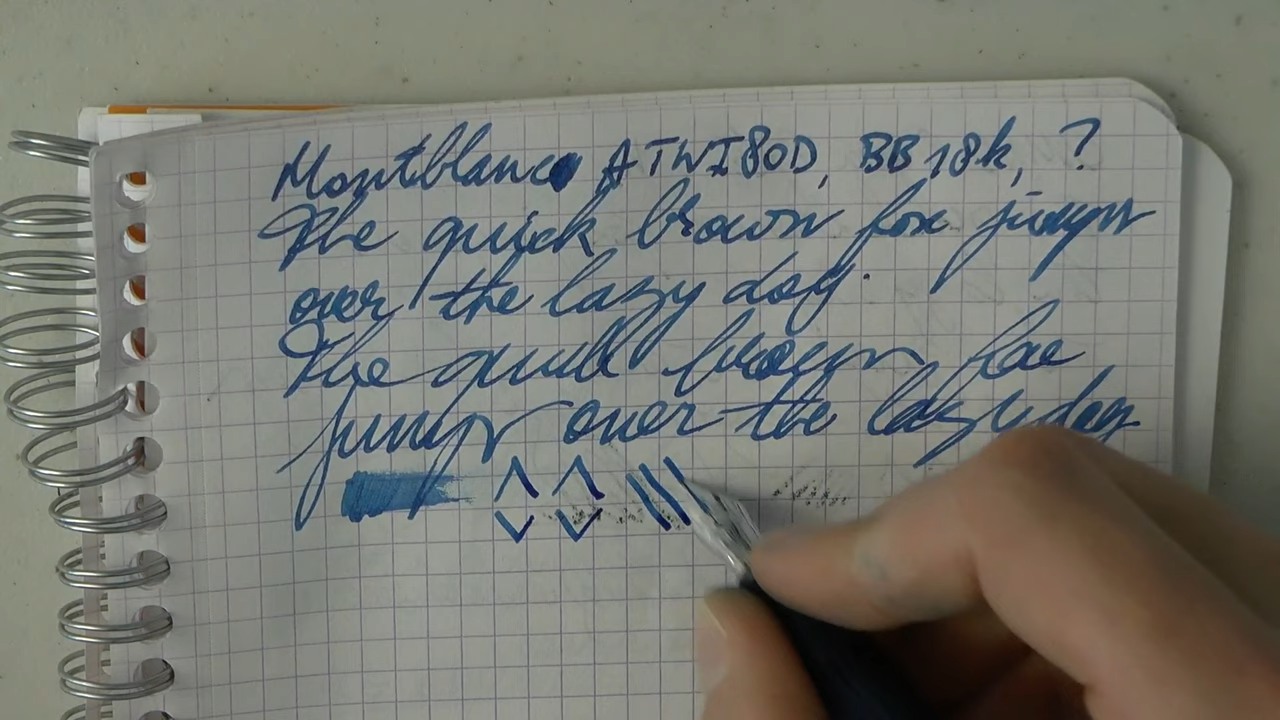 Montblanc ATWI80D, BB 18k, ?
The quick brown fox jumps
over the lazy dog.
The quick brown fox
jumps over the lazy dog